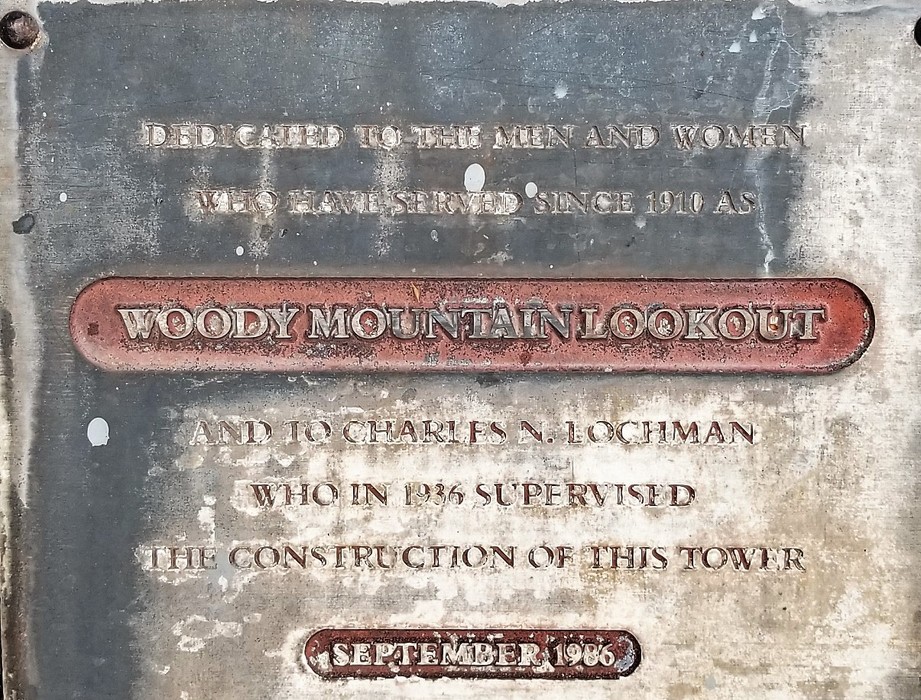 DEDICATED TO THE MEN AND WOMEN
WHO HAVE SERVED SINCE 1910 AS
WOODY MOUNTAIN LOOKOUT
AND TO CHARLES N. LOCHMAN
WHO IN 1936 SUPERVISED
THE CONSTRUCTION OF THIS TOWER
SEPTEMBER 1986